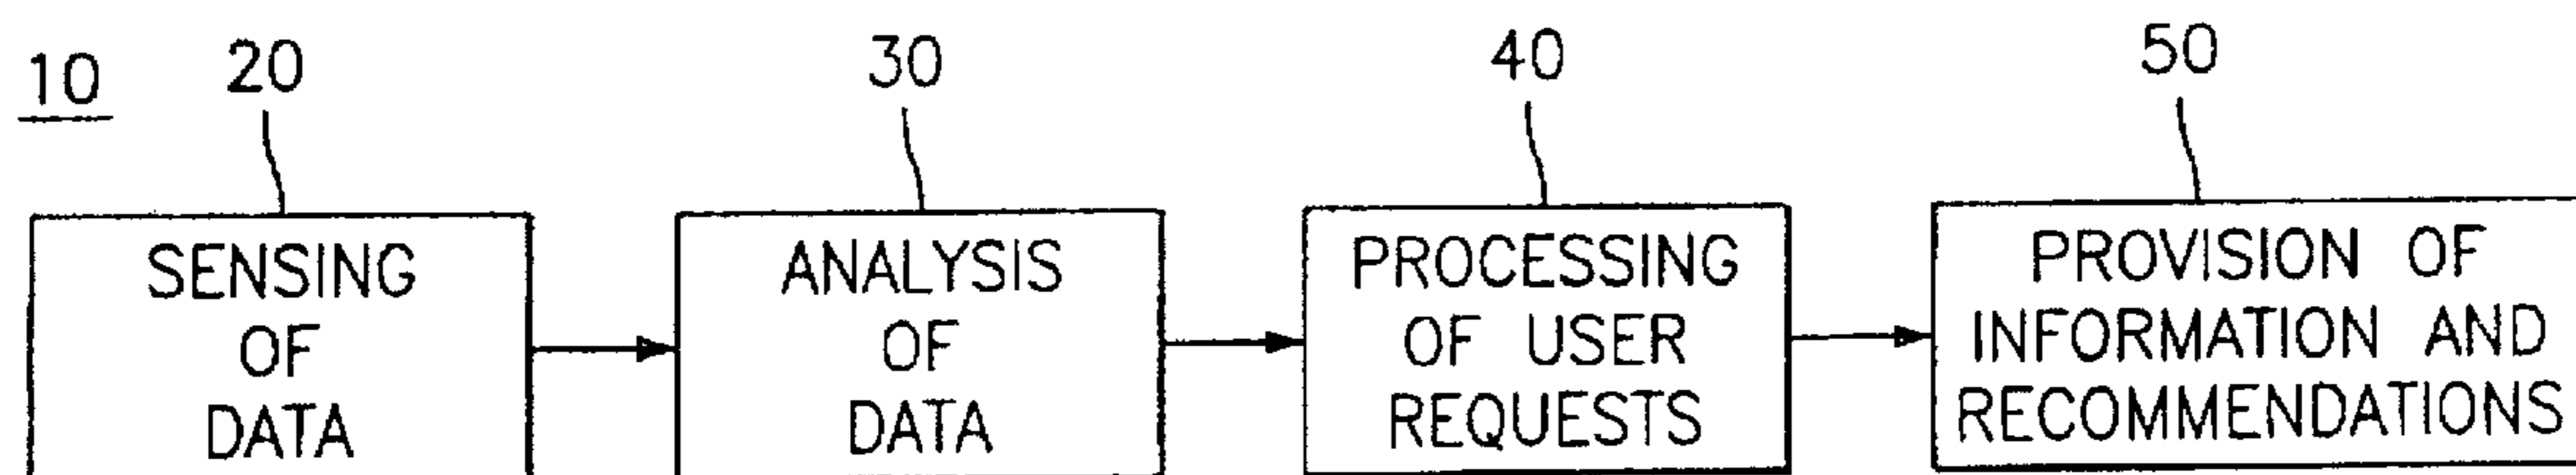 10
20
30
40
50
SENSING
OF
DATA
ANALYSIS
OF
DATA
PROCESSING
OF USER
REQUESTS
PROVISION OF
INFORMATION AND
RECOMMENDATIONS